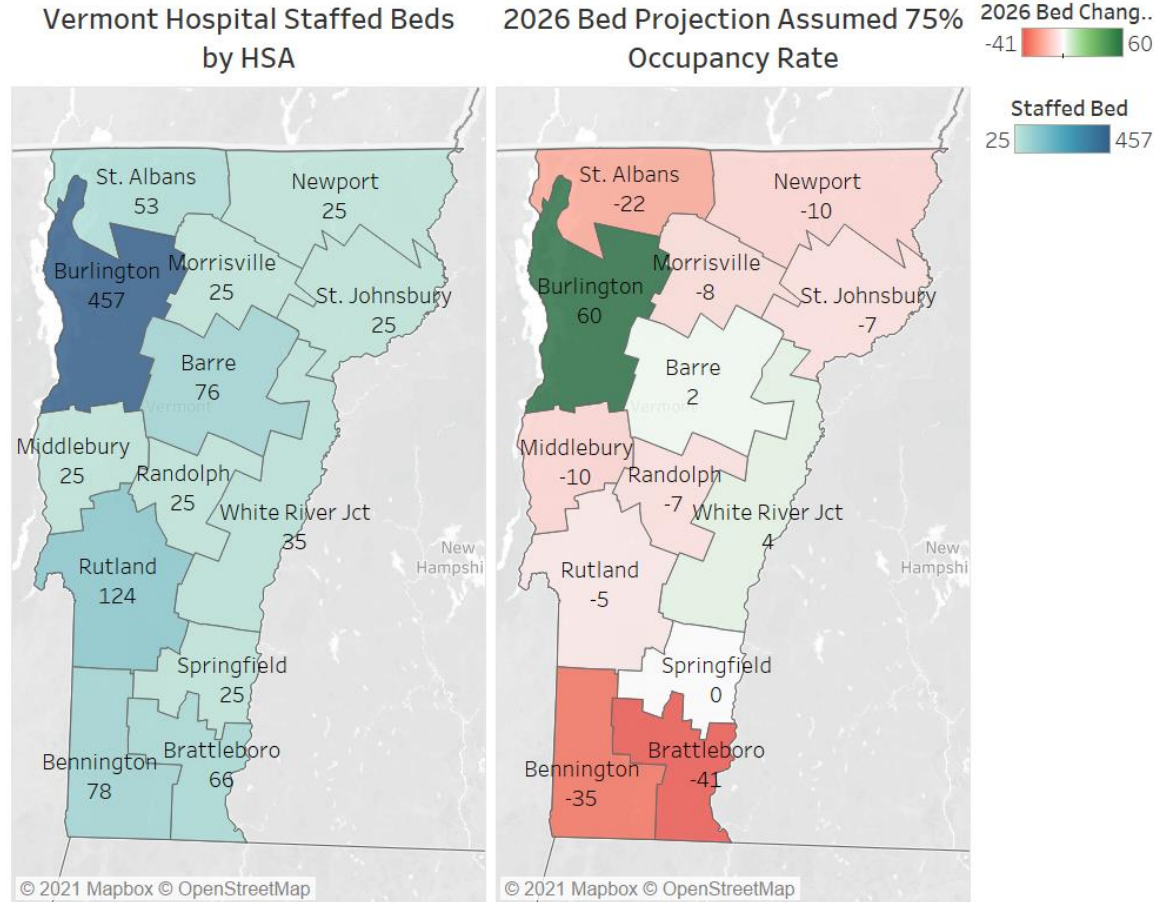 Vermont Hospital Staffed Beds
by HSA
St. Albans
53
Newport
25
Burlington
457
Morrisville
25
St. Johnsbury
25
Barre
76
Vermont
Middlebury
25
Randolph
25
White River Jct
35
Rutland
124
Springfield
25
Bennington
78
Brattleboro
66
New
Hampshi
© 2021 Mapbox © OpenStreetMap
2026 Bed Projection Assumed 75%
Occupancy Rate
St. Albans
-22
Newport
-10
Burlington
60
Morrisville
-8
St. Johnsbury
-7
Barre
2
Vermont
Middlebury
-10
Randolph
-7
White River Jct
4
Rutland
-5
Springfield
0
Bennington
-35
Brattleboro
-41
New
Hampshi
© 2021 Mapbox © OpenStreetMap
2026 Bed Chang..
-41 60
Staffed Bed
25 457